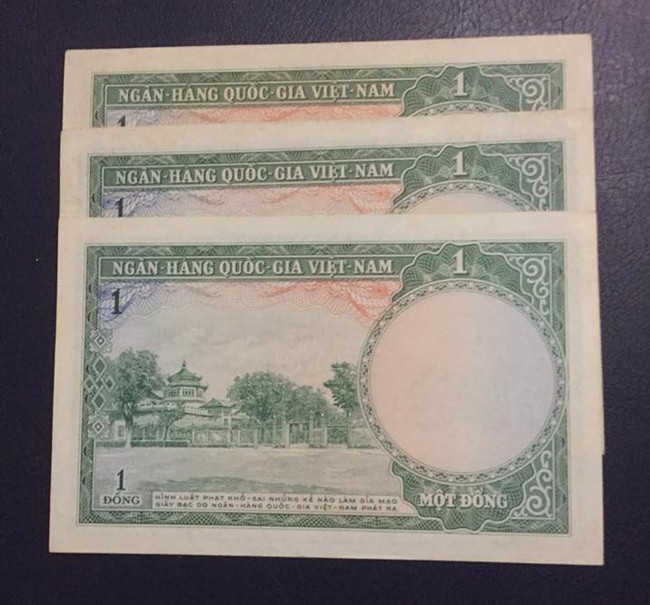 NGÂN-HÀNG QUỐC-GIA VIỆT-NAM 1
1
NGÂN-HÀNG QUỐC-GIA VIỆT-NAM 1
1
NGÂN-HÀNG QUỐC-GIA VIỆT-NAM 1
1
1
ĐỒNG
HÌNH LUẬT PHẠT KHỔ-SAI NHỮNG KẺ NÀO LÀM GIẢ MẠO
GIẤY BẠC DO NGÂN-HÀNG QUỐC-GIA VIỆT-NAM PHÁT RA
MỘT ĐỒNG